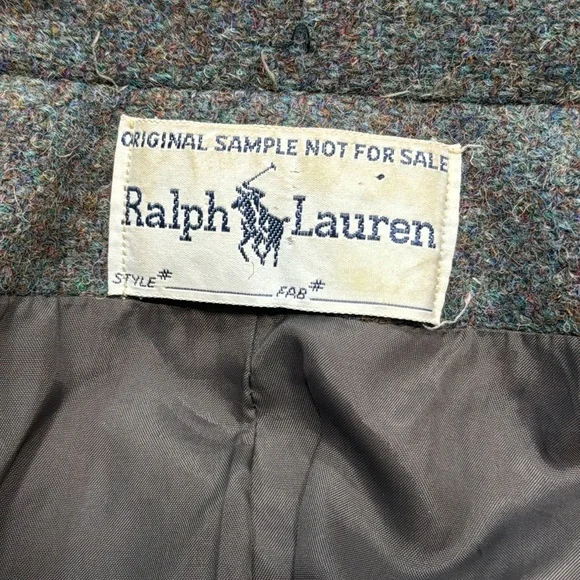 ORIGINAL SAMPLE NOT FOR SALE
Ralph Lauren
STYLE# FAB#